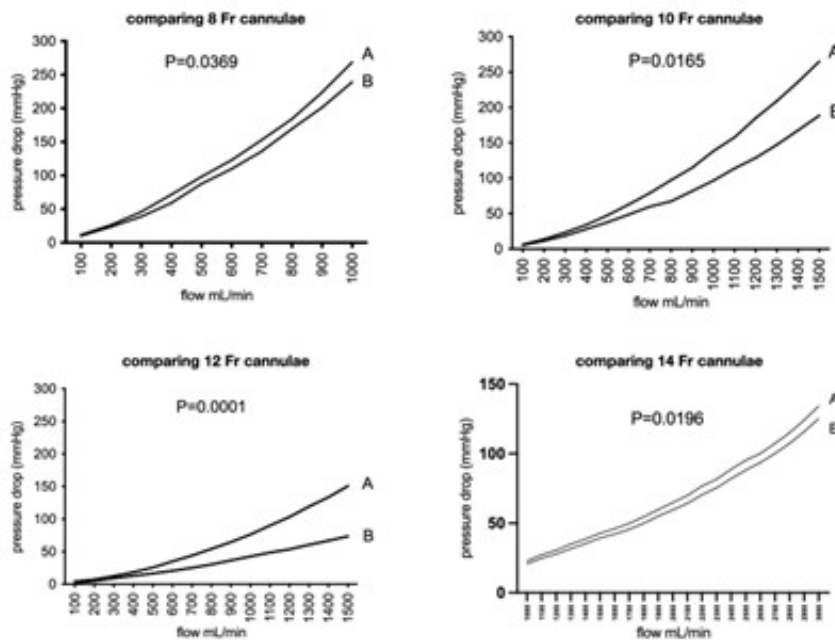 comparing 8 Fr cannulae
300
250
200
150
100
50
0
pressure drop (mmHg)
P=0.0369
A
B
100 200 300 400 500 600 700 800 900 1000
flow mL/min
comparing 10 Fr cannulae
300
250
200
150
100
50
0
pressure drop (mmHg)
P=0.0165
100 200 300 400 500 600 700 800 900 1000 1100 1200 1300 1400 1500
flow mL/min
comparing 12 Fr cannulae
300
250
200
150
100
50
0
pressure drop (mmHg)
P=0.0001
A
B
100 200 300 400 500 600 700 800 900 1000 1100 1200 1300 1400 1500
flow mL/min
comparing 14 Fr cannulae
150
100
50
0
pressure drop (mmHg)
P=0.0196
flow mL/min